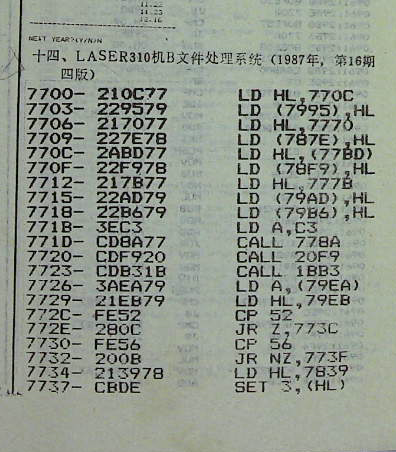 11.23
12.16
NEXT YEAR?(Y/N)N
十四、LASER310机B文件处理系统（1987年，第16期
四版）
7700- 210C77 LD HL,770C
7703- 229579 LD (7995),HL
7706- 217077 LD HL,7770
7709- 227E78 LD (787E),HL
770C- 2ABD77 LD HL,(77BD)
770F- 22F978 LD (78F9),HL
7712- 217B77 LD HL,777B
7715- 22AD79 LD (79AD),HL
7718- 22B679 LD (79B6),HL
771B- 3EC3 LD A,C3
771D- CD8A77 CALL 778A
7720- CDF920 CALL 20F9
7723- CDB31B CALL 1BB3
7726- 3AEA79 LD A,(79EA)
7729- 21EB79 LD HL,79EB
772C- FE52 CP 52
772E- 280C JR Z,773C
7730- FE56 CP 56
7732- 200B JR NZ,773F
7734- 213978 LD HL,7839
7737- CBDE SET 3,(HL)